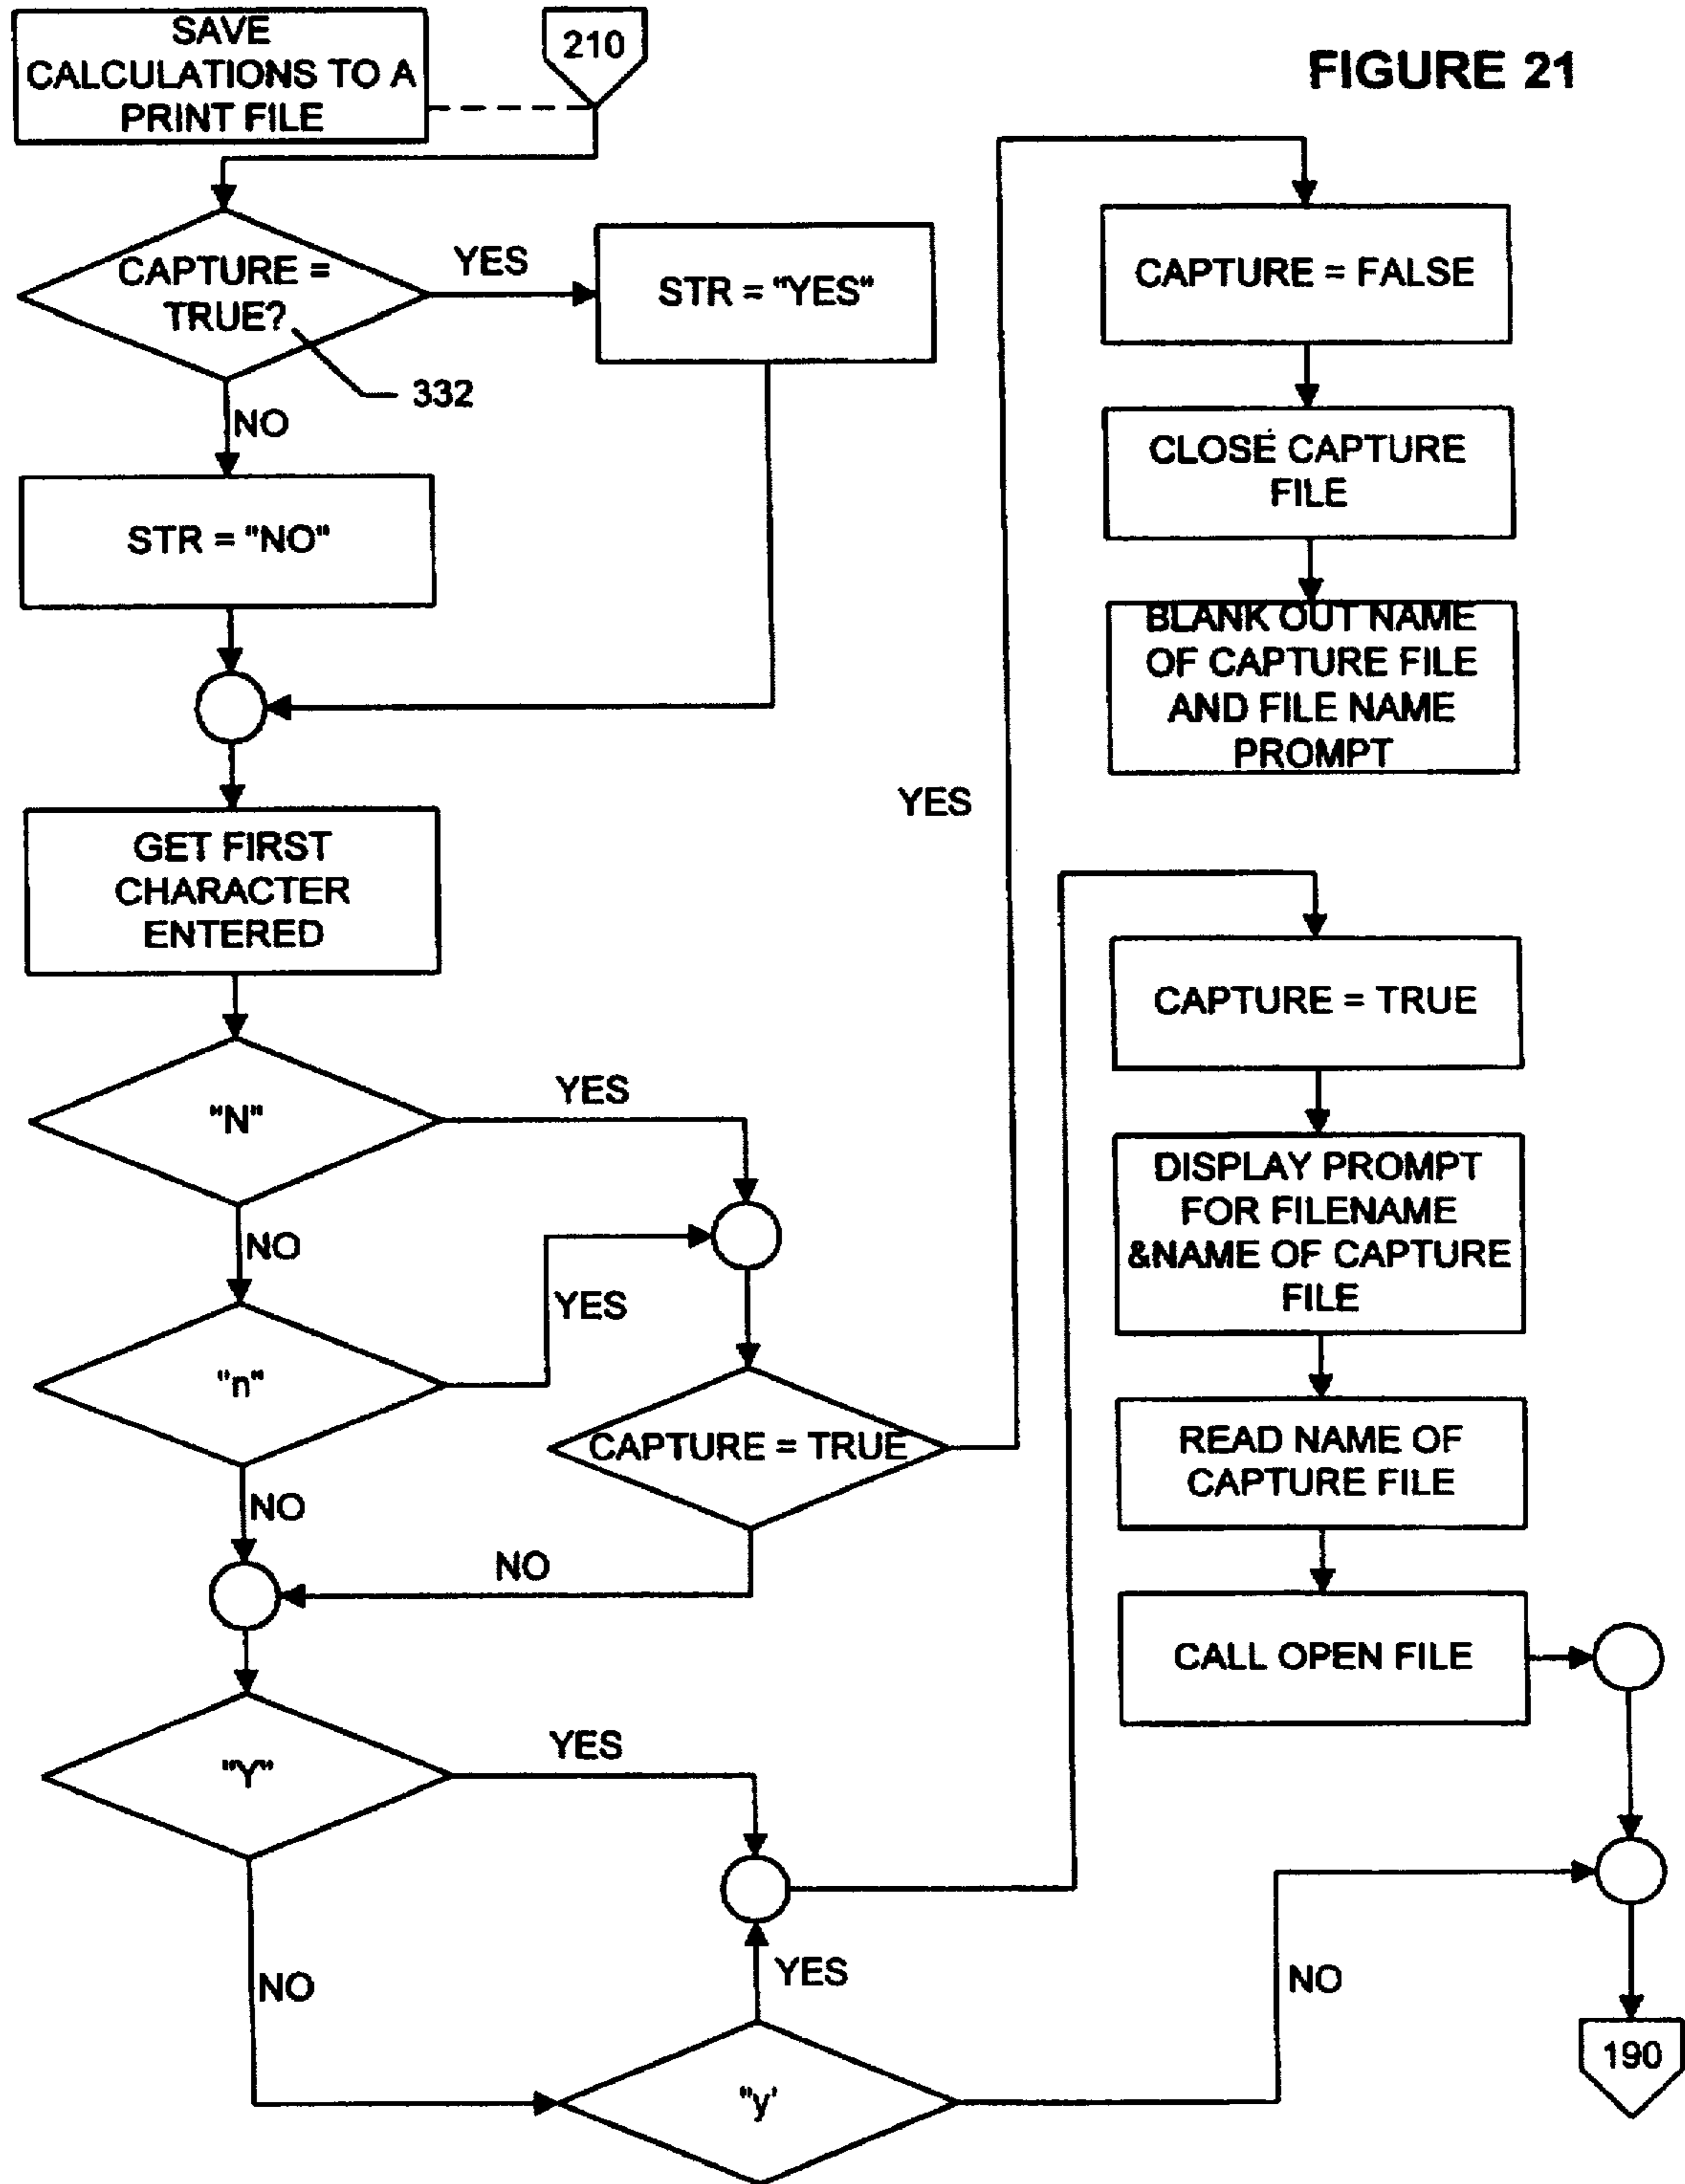 SAVE
CALCULATIONS TO A
PRINT FILE
210
FIGURE 21
CAPTURE =
TRUE?
YES
STR = "YES"
332
NO
STR = "NO"
GET FIRST
CHARACTER
ENTERED
"N"
YES
NO
"n"
YES
CAPTURE = TRUE
NO
NO
"Y"
YES
NO
YES
"y'
NO
YES
CAPTURE = FALSE
CLOSE CAPTURE
FILE
BLANK OUT NAME
OF CAPTURE FILE
AND FILE NAME
PROMPT
CAPTURE = TRUE
DISPLAY PROMPT
FOR FILENAME
&NAME OF CAPTURE
FILE
READ NAME OF
CAPTURE FILE
CALL OPEN FILE
190